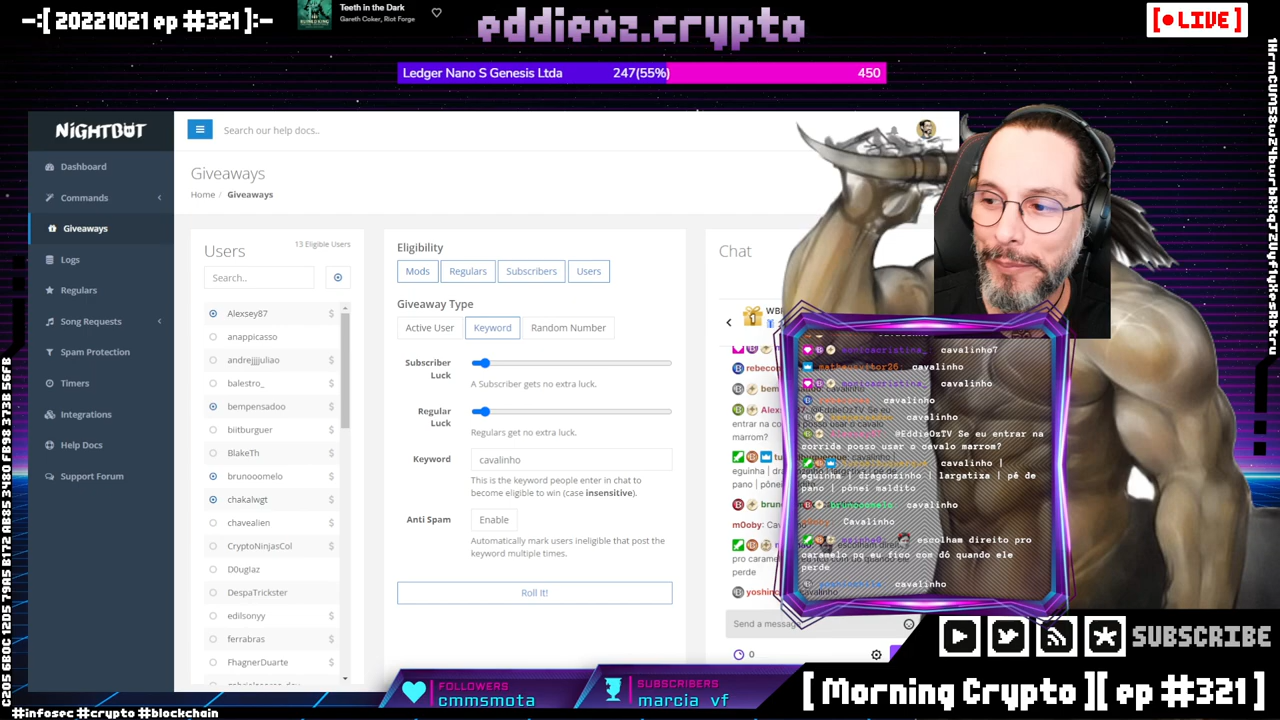 -:[ 20221021 ep #321]:-
Teeth in the Dark
Gareth Coker, Riot Forge
eddieoz.crypto
[●LIVE]
Ledger Nano S Genesis Ltda 247(55%) 450
NiGHTBOT
Search our help docs..
Dashboard
Commands
Giveaways
Logs
Regulars
Song Requests
Spam Protection
Timers
Integrations
Help Docs
Support Forum
Giveaways
Home / Giveaways
Users
13 Eligible Users
Search..
Alexsey87 $
anappicasso
andrejjjjuliao $
balestro_ $
bempensadoo $
biitburguer $
BlakeTh $
brunooomelo $
chakalwgt $
chavealien $
CryptoNinjasCol $
D0ugIaz
DespaTrickster
edilsonyy $
ferrabras $
FhagnerDuarte $
Eligibility
Mods Regulars Subscribers Users
Giveaway Type
Active User Keyword Random Number
Subscriber Luck
A Subscriber gets no extra luck.
Regular Luck
Regulars get no extra luck.
Keyword cavalinho
This is the keyword people enter in chat to
become eligible to win (case insensitive).
Anti Spam Enable
Automatically mark users ineligible that post the
keyword multiple times.
Roll It!
Chat
cavalinho7
cavalinho
cavalinho
cavalinho
cavalinho
@EddieOzTV Se eu entrar na
corrida posso usar o cavalo marrom?
cavalinho |
eguinha | dragonzinho | largatiza | pé de
pano | pônei maldito
cavalinho
Cavalinho
escolham direito pro
caramelo pq eu fico com dó quando ele
perde
cavalinho
m0oby:
Send a messag
0
SUBSCRIBE
FOLLOWERS
cmmsmota
SUBSCRIBERS
marcia_vf
[ Morning Crypto ][ ep #321 ]
#infosec #crypto #blockchain